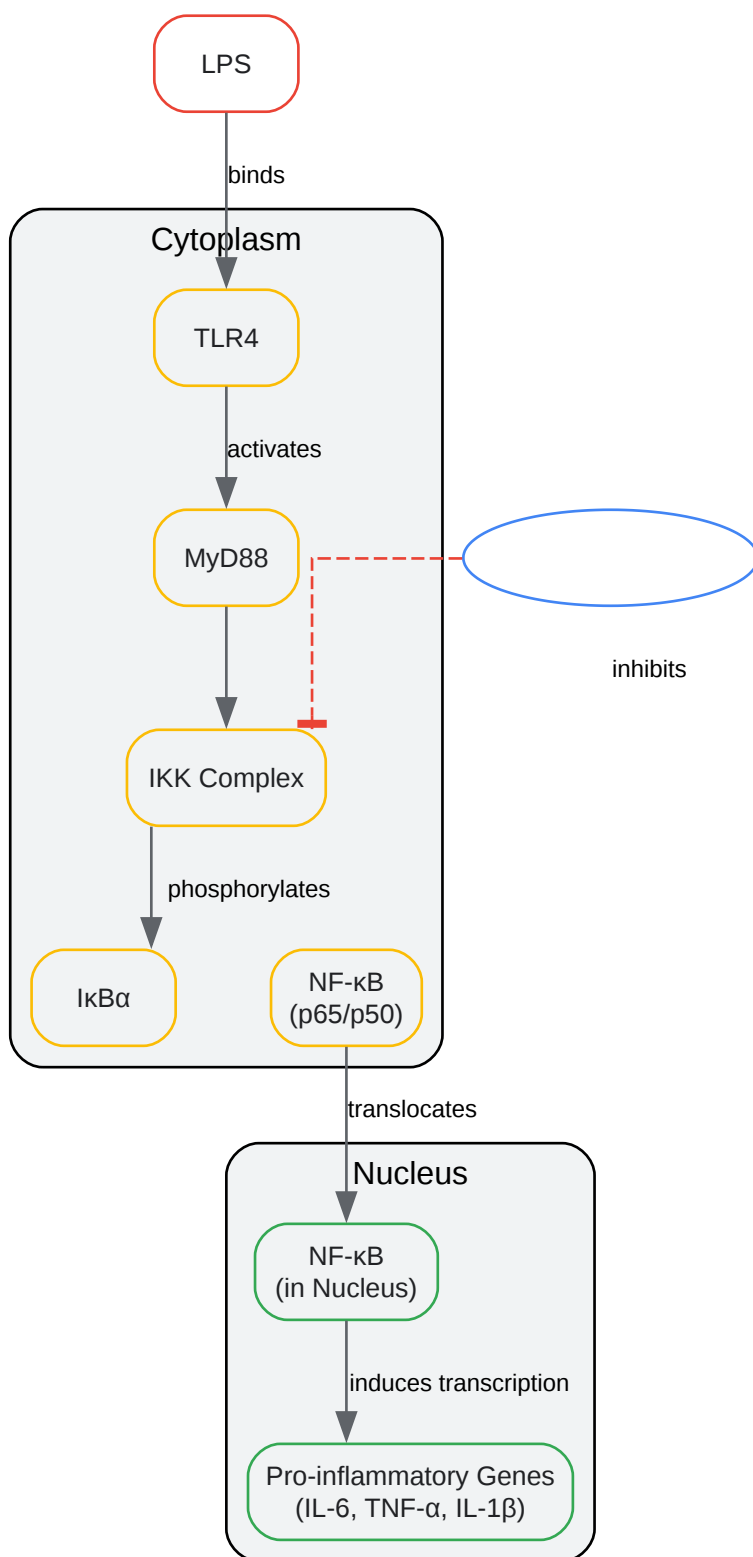 LPS
binds
Cytoplasm
TLR4
activates
MyD88
inhibits
IKK Complex
phosphorylates
IκBα
NF-κB
(p65/p50)
translocates
Nucleus
NF-κB
(in Nucleus)
induces transcription
Pro-inflammatory Genes
(IL-6, TNF-α, IL-1β)